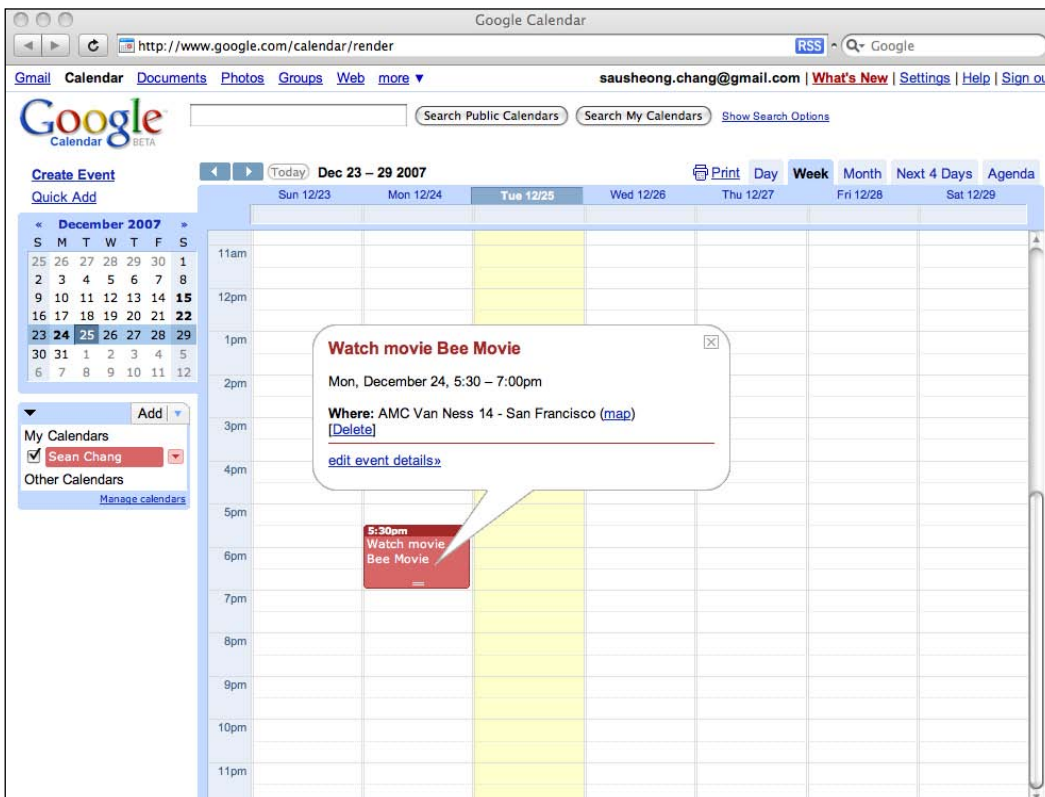 Google Calendar
http://www.google.com/calendar/render
RSS
Google
Gmail Calendar Documents Photos Groups Web more ▼
sausheong.chang@gmail.com | What's New | Settings | Help | Sign ou
Google
Calendar BETA
Search Public Calendars
Search My Calendars
Show Search Options
Create Event
Quick Add
Today
Dec 23 – 29 2007
Print Day Week Month Next 4 Days Agenda
Sun 12/23 Mon 12/24 Tue 12/25 Wed 12/26 Thu 12/27 Fri 12/28 Sat 12/29
« December 2007 »
S M T W T F S
25 26 27 28 29 30 1
2 3 4 5 6 7 8
9 10 11 12 13 14 15
16 17 18 19 20 21 22
23 24 25 26 27 28 29
30 31 1 2 3 4 5
6 7 8 9 10 11 12
Add
My Calendars
Sean Chang
Other Calendars
Manage calendars
11am
12pm
1pm
2pm
3pm
4pm
5pm
6pm
7pm
8pm
9pm
10pm
11pm
Watch movie Bee Movie
Mon, December 24, 5:30 – 7:00pm
Where: AMC Van Ness 14 - San Francisco (map)
[Delete]
edit event details»
5:30pm
Watch movie
Bee Movie